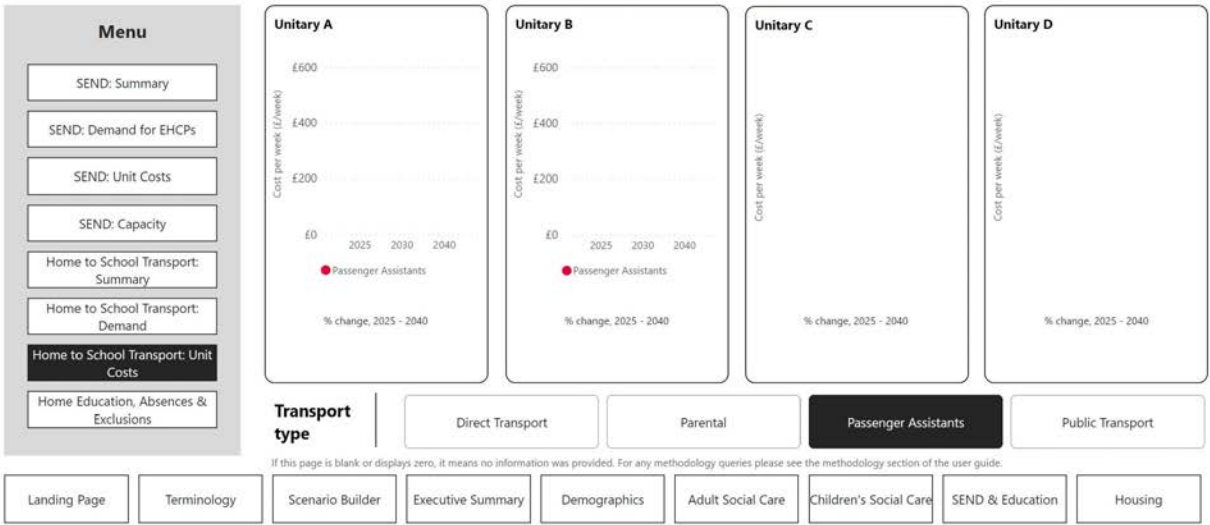 Menu
SEND: Summary
SEND: Demand for EHCPs
SEND: Unit Costs
SEND: Capacity
Home to School Transport:
Summary
Home to School Transport:
Demand
Home to School Transport: Unit
Costs
Home Education, Absences &
Exclusions
Unitary A
Cost per week (£/week)
£600
£400
£200
£0
2025 2030 2040
Passenger Assistants
% change, 2025 - 2040
Unitary B
Cost per week (£/week)
£600
£400
£200
£0
2025 2030 2040
Passenger Assistants
% change, 2025 - 2040
Unitary C
Cost per week (£/week)
% change, 2025 - 2040
Unitary D
Cost per week (£/week)
% change, 2025 - 2040
Transport
type
Direct Transport
Parental
Passenger Assistants
Public Transport
If this page is blank or displays zero, it means no information was provided. For any methodology queries please see the methodology section of the user guide.
Landing Page
Terminology
Scenario Builder
Executive Summary
Demographics
Adult Social Care
Children's Social Care
SEND & Education
Housing